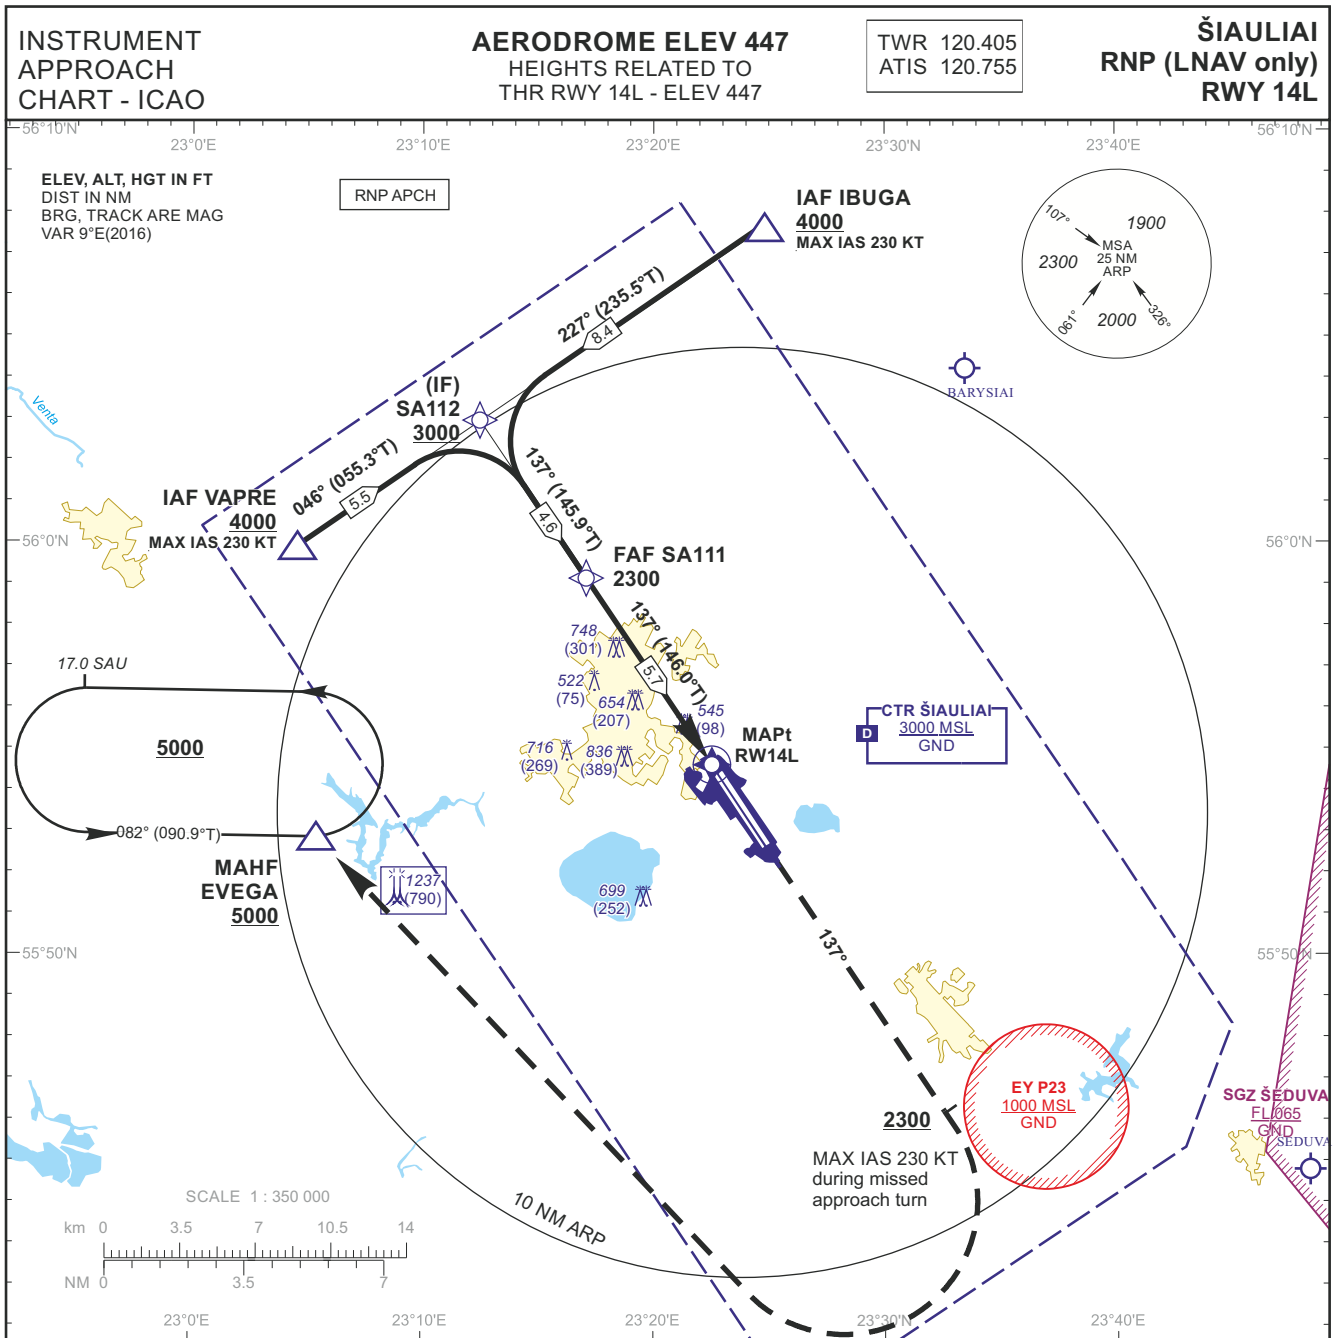 INSTRUMENT
APPROACH
CHART - ICAO
AERODROME ELEV 447
HEIGHTS RELATED TO
THR RWY 14L - ELEV 447
TWR 120.405
ATIS 120.755
ŠIAULIAI
RNP (LNAV only)
RWY 14L
56°10'N
23°0'E
23°10'E
23°20'E
23°30'N
23°40'E
56°10'N
ELEV, ALT, HGT IN FT
DIST IN NM
BRG, TRACK ARE MAG
VAR 9°E(2016)
RNP APCH
IAF IBUGA
4000
MAX IAS 230 KT
107°
1900
MSA
25 NM
ARP
2300
061°
2000
326°
227° (235.5°T)
8.4
BARYSIAI
Venta
(IF)
SA112
3000
046° (055.3°T)
5.5
137° (145.9°T)
4.6
IAF VAPRE
4000
MAX IAS 230 KT
56°0'N
56°0'N
FAF SA111
2300
137° (146.0°T)
5.7
748
(301)
522
(75)
654
(207)
545
(98)
716
(269)
836
(389)
MAPt
RW14L
CTR ŠIAULIAI
D
3000 MSL
GND
17.0 SAU
5000
082° (090.9°T)
MAHF
EVEGA
5000
1237
(790)
699
(252)
137°
55°50'N
55°50'N
EY P23
1000 MSL
GND
2300
MAX IAS 230 KT
during missed
approach turn
SGZ ŠEDUVA
FL065
GND
SEDUVA
10 NM ARP
SCALE 1 : 350 000
km 0 3.5 7 10.5 14
NM 0 3.5 7
23°0'E
23°10'E
23°20'E
23°30'N
23°40'E